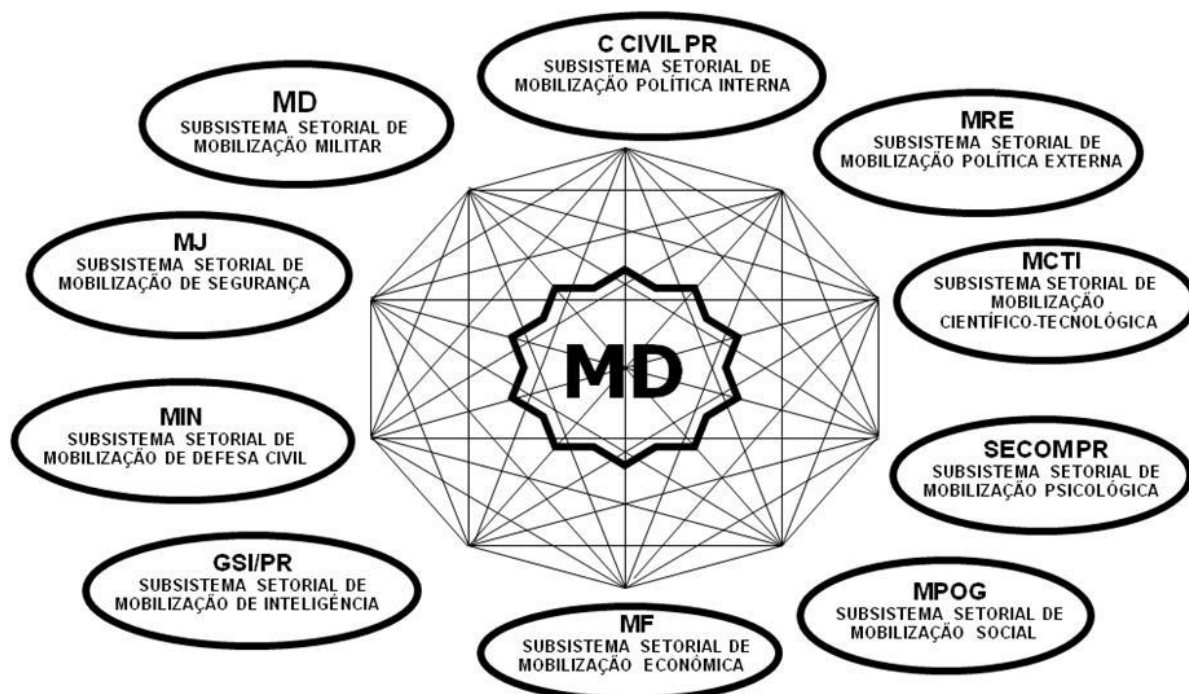 C CIVIL PR
SUBSISTEMA SETORIAL DE
MOBILIZAÇÃO POLÍTICA INTERNA
MD
SUBSISTEMA SETORIAL DE
MOBILIZAÇÃO MILITAR
MRE
SUBSISTEMA SETORIAL DE
MOBILIZAÇÃO POLÍTICA EXTERNA
MJ
SUBSISTEMA SETORIAL DE
MOBILIZAÇÃO DE SEGURANÇA
MCTI
SUBSISTEMA SETORIAL DE
MOBILIZAÇÃO
CIENTÍFICO-TECNOLÓGICA
MD
MIN
SUBSISTEMA SETORIAL DE
MOBILIZAÇÃO DE DEFESA CIVIL
SECOM PR
SUBSISTEMA SETORIAL DE
MOBILIZAÇÃO PSICOLÓGICA
GSI/PR
SUBSISTEMA SETORIAL DE
MOBILIZAÇÃO DE INTELIGÊNCIA
MF
SUBSISTEMA SETORIAL DE
MOBILIZAÇÃO ECONÔMICA
MPOG
SUBSISTEMA SETORIAL DE
MOBILIZAÇÃO SOCIAL